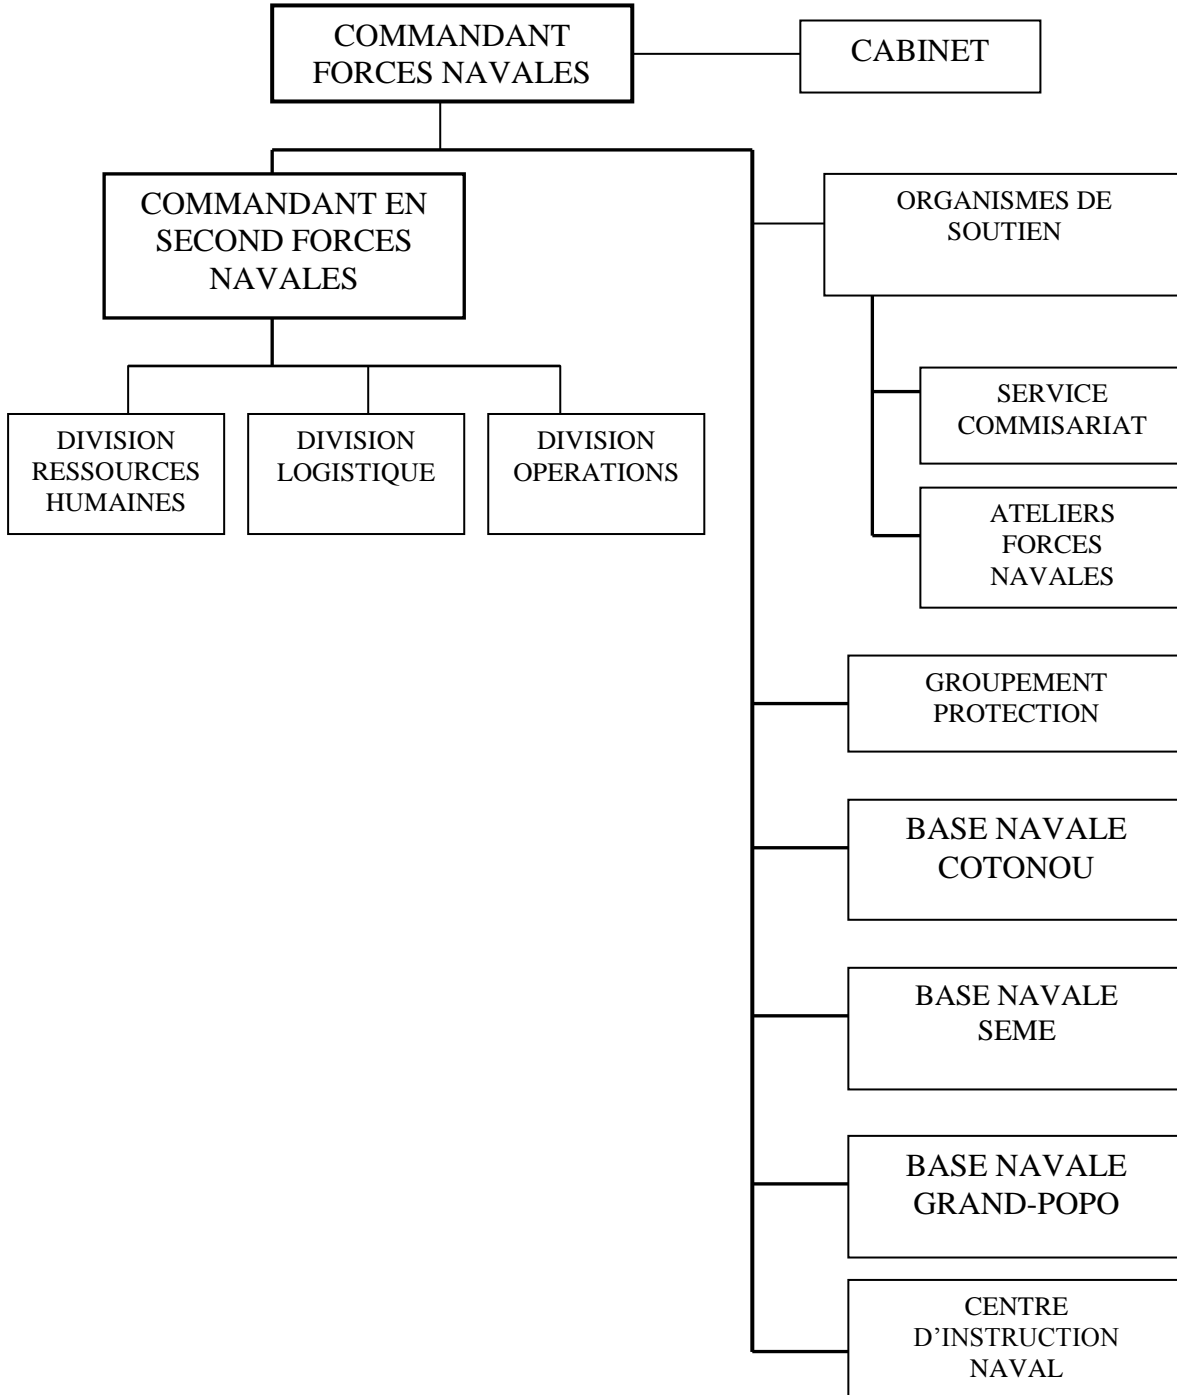 COMMANDANT
FORCES NAVALES
CABINET
COMMANDANT EN
SECOND FORCES
NAVALES
ORGANISMES DE
SOUTIEN
DIVISION
RESSOURCES
HUMAINES
DIVISION
LOGISTIQUE
DIVISION
OPERATIONS
SERVICE
COMMISARIAT
ATELIERS
FORCES
NAVALES
GROUPEMENT
PROTECTION
BASE NAVALE
COTONOU
BASE NAVALE
SEME
BASE NAVALE
GRAND-POPO
CENTRE
D'INSTRUCTION
NAVAL